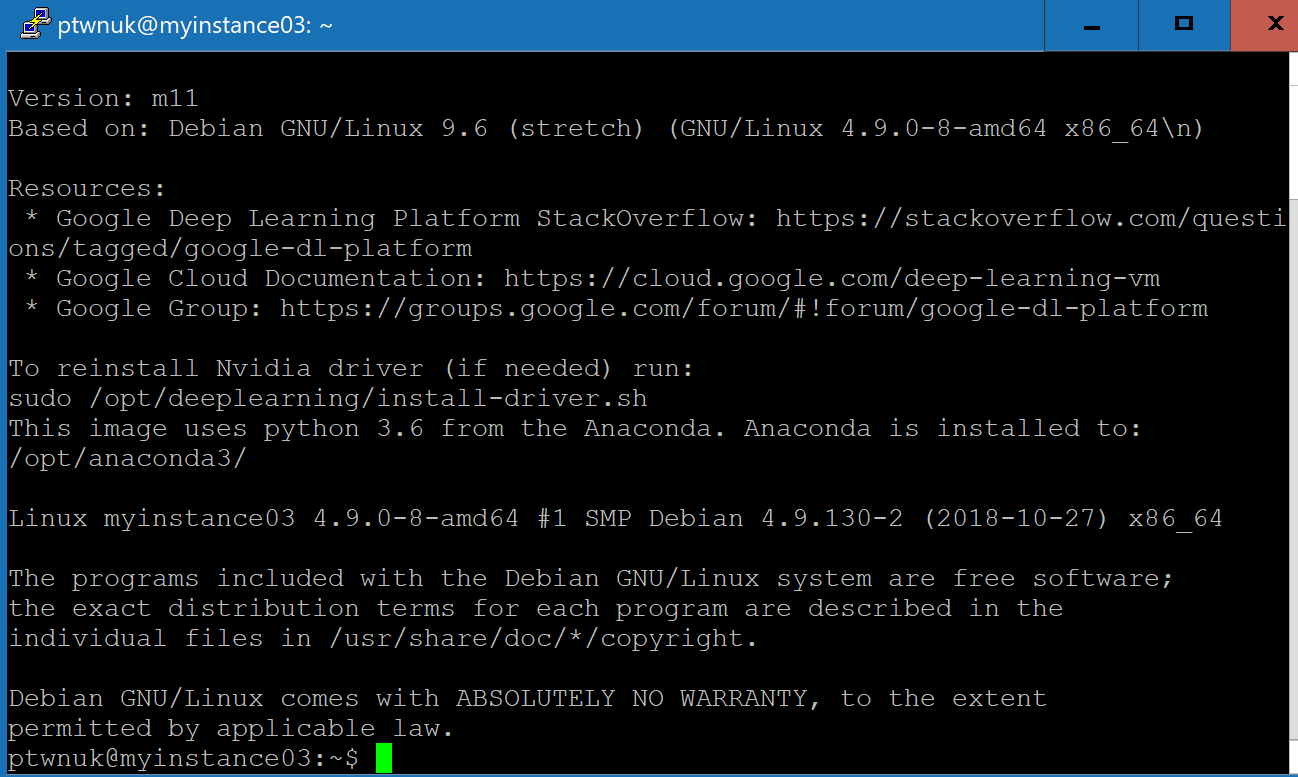 ptwnuk@myinstance03: ~
Version: m11
Based on: Debian GNU/Linux 9.6 (stretch) (GNU/Linux 4.9.0-8-amd64 x86_64\n)
Resources:
* Google Deep Learning Platform StackOverflow: https://stackoverflow.com/questi
ons/tagged/google-dl-platform
* Google Cloud Documentation: https://cloud.google.com/deep-learning-vm
* Google Group: https://groups.google.com/forum/#!forum/google-dl-platform
To reinstall Nvidia driver (if needed) run:
sudo /opt/deeplearning/install-driver.sh
This image uses python 3.6 from the Anaconda. Anaconda is installed to:
/opt/anaconda3/
Linux myinstance03 4.9.0-8-amd64 #1 SMP Debian 4.9.130-2 (2018-10-27) x86_64
The programs included with the Debian GNU/Linux system are free software;
the exact distribution terms for each program are described in the
individual files in /usr/share/doc/*/copyright.
Debian GNU/Linux comes with ABSOLUTELY NO WARRANTY, to the extent
permitted by applicable law.
ptwnuk@myinstance03:~$